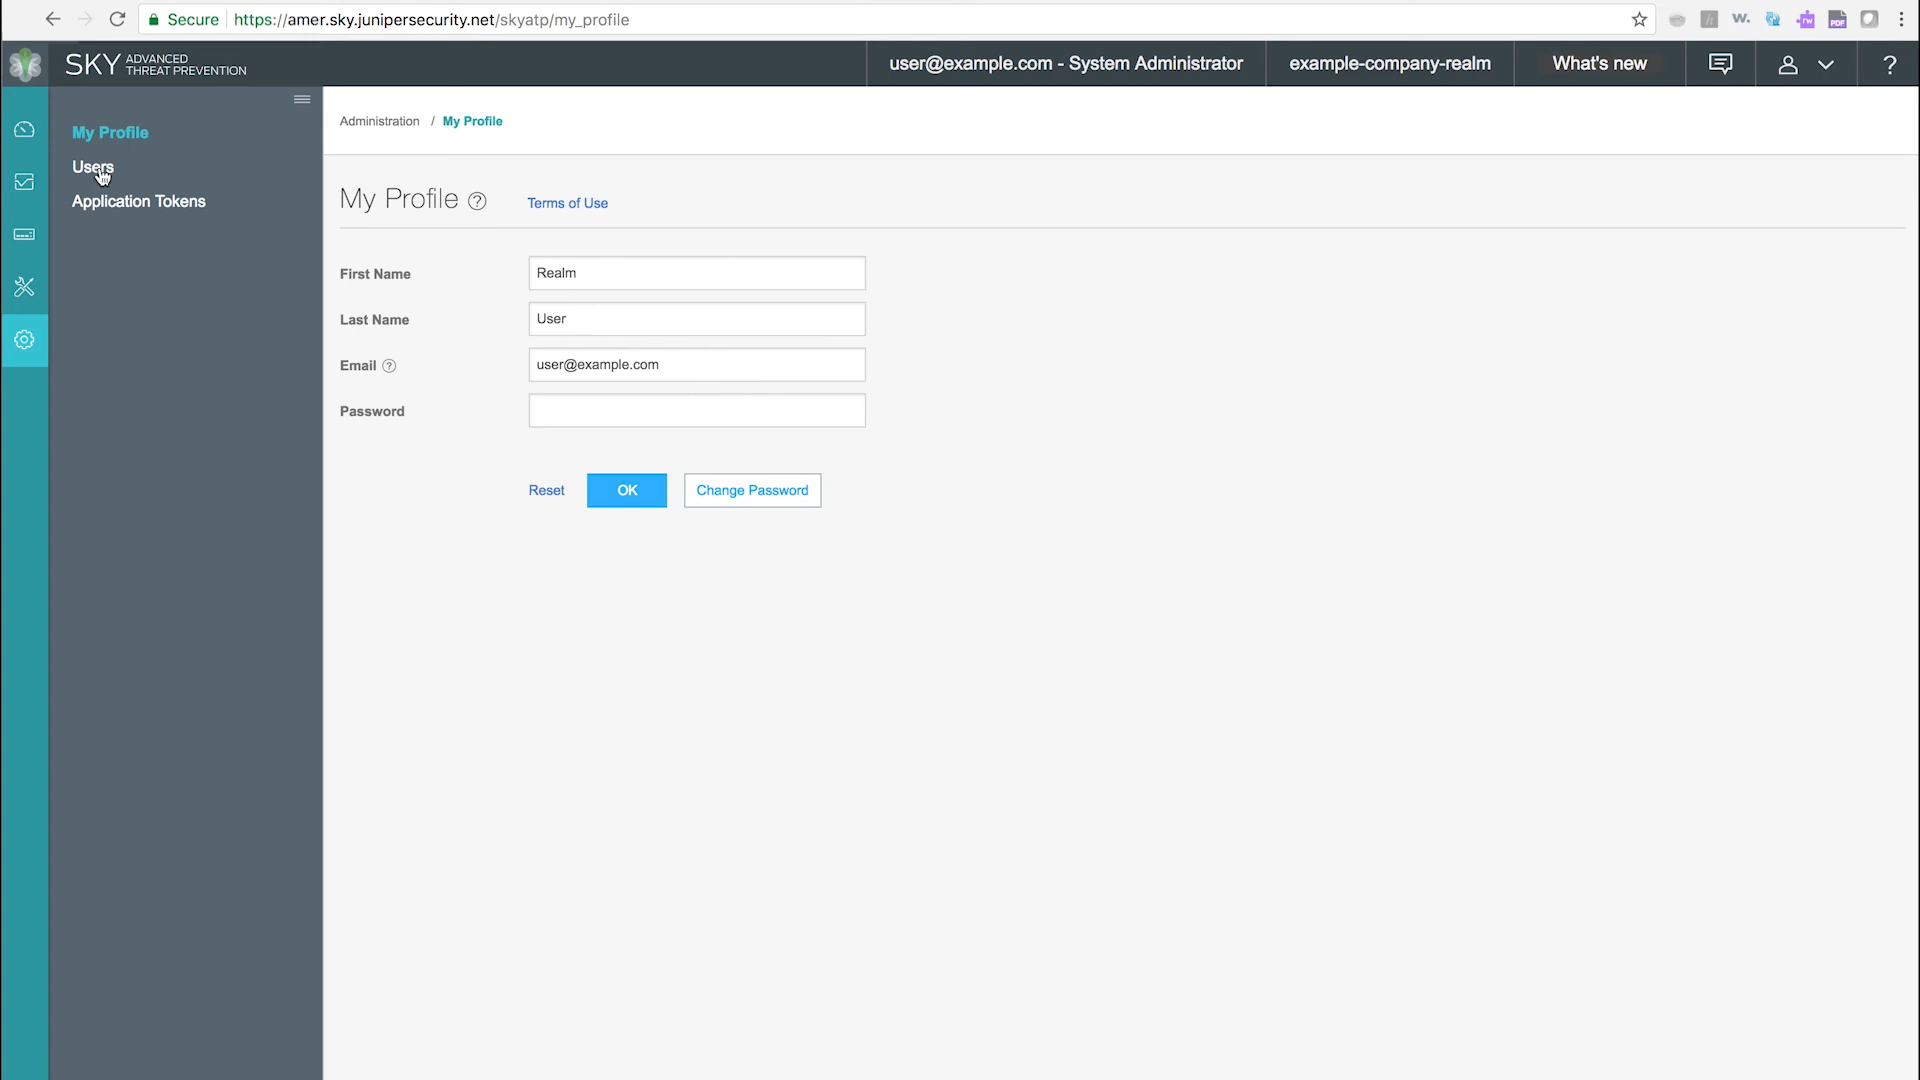 Secure https://amer.sky.junipersecurity.net/skyatp/my_profile
h w. rw PDF
SKY ADVANCED THREAT PREVENTION
user@example.com - System Administrator
example-company-realm
What's new
?
My Profile
Users
Application Tokens
Administration / My Profile
My Profile ? Terms of Use
First Name Realm
Last Name User
Email ? user@example.com
Password
Reset OK Change Password